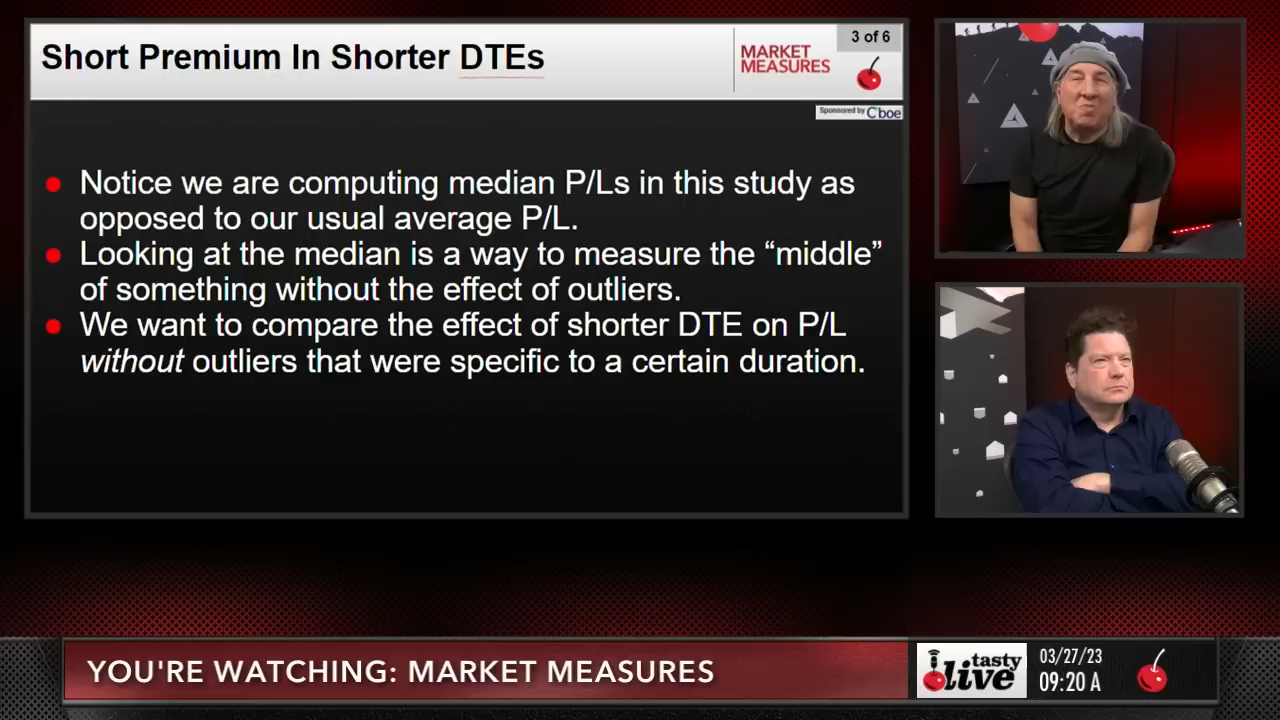 Short Premium In Shorter DTEs
MARKET
MEASURES
3 of 6
Sponsored by Cboe
Notice we are computing median P/Ls in this study as
opposed to our usual average P/L.
Looking at the median is a way to measure the “middle”
of something without the effect of outliers.
We want to compare the effect of shorter DTE on P/L
without outliers that were specific to a certain duration.
YOU'RE WATCHING: MARKET MEASURES
tasty
live
03/27/23
09:20 A